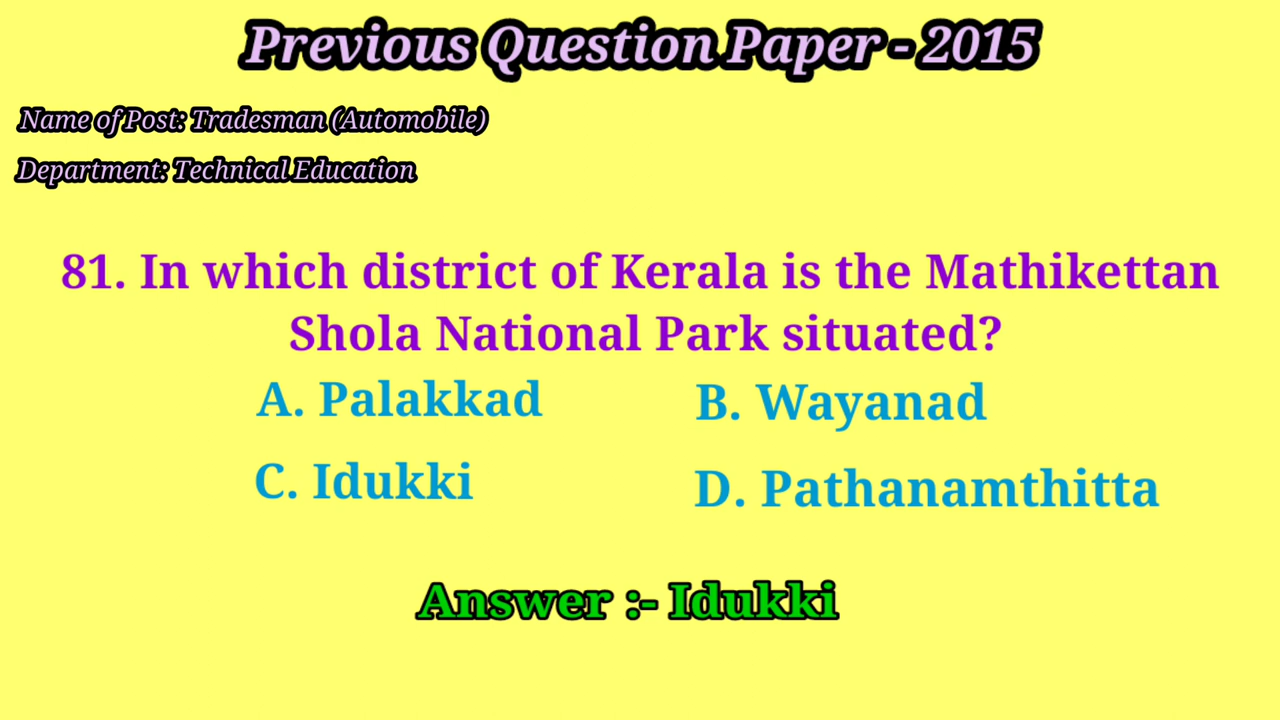 Previous Question Paper - 2015
Name of Post: Tradesman (Automobile)
Department: Technical Education
81. In which district of Kerala is the Mathikettan
Shola National Park situated?
A. Palakkad
B. Wayanad
C. Idukki
D. Pathanamthitta
Answer :- Idukki